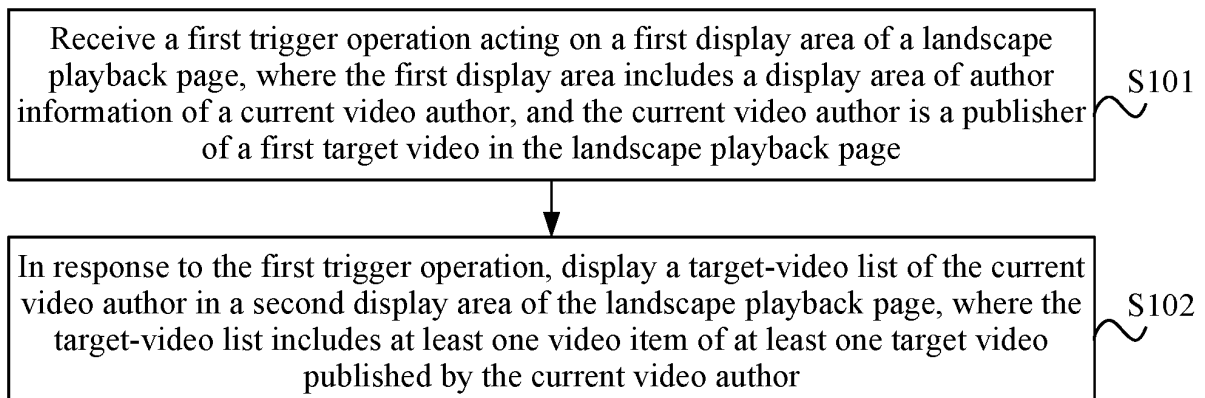 Receive a first trigger operation acting on a first display area of a landscape
playback page, where the first display area includes a display area of author
information of a current video author, and the current video author is a publisher
of a first target video in the landscape playback page
S101
In response to the first trigger operation, display a target-video list of the current
video author in a second display area of the landscape playback page, where the
target-video list includes at least one video item of at least one target video
published by the current video author
S102